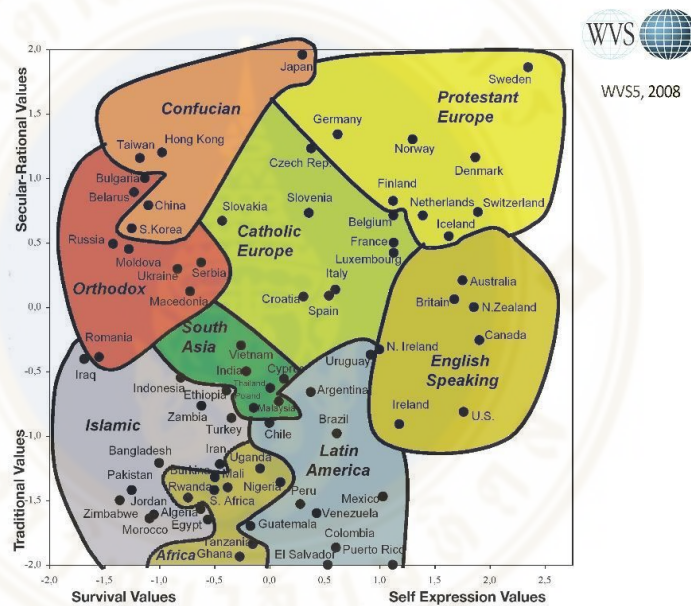 WVS
WVS5, 2008
Secular-Rational Values
Traditional Values
2,0
1,5
1,0
0,5
0,0
-0,5
-1,0
-1,5
-2,0
Japan
Confucian
Taiwan
Hong Kong
Bulgaria
Belarus
China
S.Korea
Russia
Moldova
Ukraine
Serbia
Orthodox
Macedonia
Romania
Sweden
Protestant
Europe
Germany
Czech Rep.
Norway
Denmark
Finland
Netherlands
Switzerland
Iceland
Slovakia
Slovenia
Catholic
Europe
Belgium
France
Luxembourg
Italy
Croatia
Spain
Australia
Britain
N.Zealand
Canada
N. Ireland
English
Speaking
Ireland
U.S.
South
Asia
Vietnam
India
Cyprus
Thailand
Poland
Malaysia
Iraq
Indonesia
Ethiopia
Zambia
Turkey
Islamic
Bangladesh
Iran
Pakistan
Jordan
Zimbabwe
Morocco
Algeria
Egypt
Burkina
Mali
Uganda
Rwanda
S. Africa
Nigeria
Tanzania
Ghana
Africa
Uruguay
Argentina
Brazil
Chile
Latin
America
Peru
Mexico
Venezuela
Guatemala
Colombia
El Salvador
Puerto Rico
-2,0
-1,5
-1,0
-0,5
0,0
0,5
1,0
1,5
2,0
2,5
Survival Values
Self Expression Values